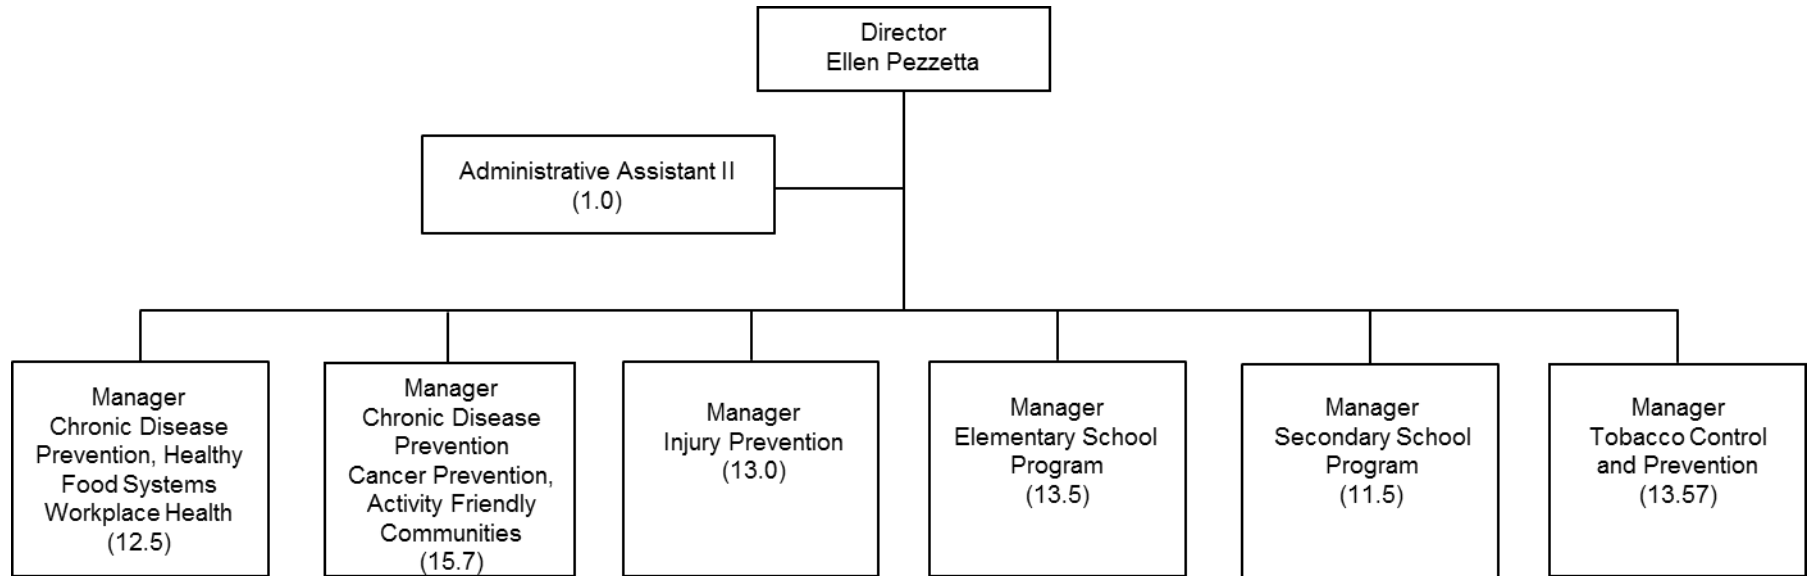 Director
Ellen Pezzetta
Administrative Assistant II
(1.0)
Manager
Chronic Disease
Prevention, Healthy
Food Systems
Workplace Health
(12.5)
Manager
Chronic Disease
Prevention
Cancer Prevention,
Activity Friendly
Communities
(15.7)
Manager
Injury Prevention
(13.0)
Manager
Elementary School
Program
(13.5)
Manager
Secondary School
Program
(11.5)
Manager
Tobacco Control
and Prevention
(13.57)